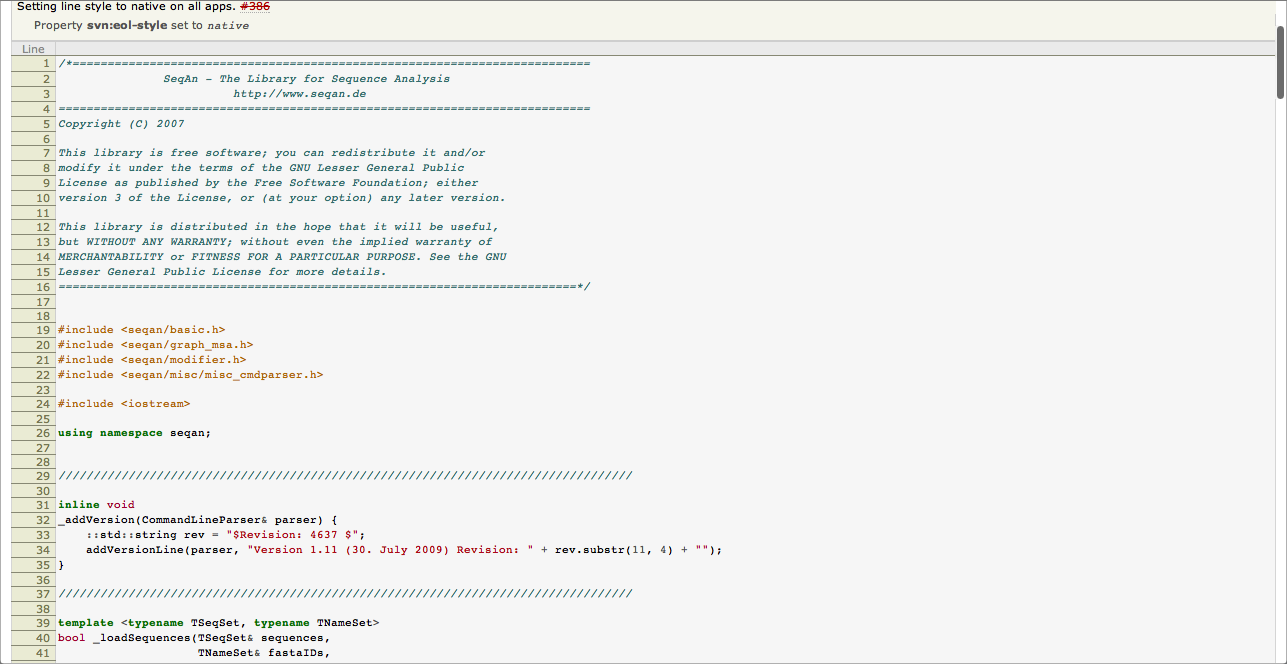 Setting line style to native on all apps. #386
Property svn:eol-style set to native
Line
1 /*==========================================================================
2 SeqAn - The Library for Sequence Analysis
3 http://www.seqan.de
4 ============================================================================
5 Copyright (C) 2007
6
7 This library is free software; you can redistribute it and/or
8 modify it under the terms of the GNU Lesser General Public
9 License as published by the Free Software Foundation; either
10 version 3 of the License, or (at your option) any later version.
11
12 This library is distributed in the hope that it will be useful,
13 but WITHOUT ANY WARRANTY; without even the implied warranty of
14 MERCHANTABILITY or FITNESS FOR A PARTICULAR PURPOSE. See the GNU
15 Lesser General Public License for more details.
16 ==========================================================================*/
17
18
19 #include <seqan/basic.h>
20 #include <seqan/graph_msa.h>
21 #include <seqan/modifier.h>
22 #include <seqan/misc/misc_cmdparser.h>
23
24 #include <iostream>
25
26 using namespace seqan;
27
28
29 //////////////////////////////////////////////////////////////////////////////////
30
31 inline void
32 _addVersion(CommandLineParser& parser) {
33 ::std::string rev = "$Revision: 4637 $";
34 addVersionLine(parser, "Version 1.11 (30. July 2009) Revision: " + rev.substr(11, 4) + "");
35 }
36
37 //////////////////////////////////////////////////////////////////////////////////
38
39 template <typename TSeqSet, typename TNameSet>
40 bool _loadSequences(TSeqSet& sequences,
41 TNameSet& fastaIDs,